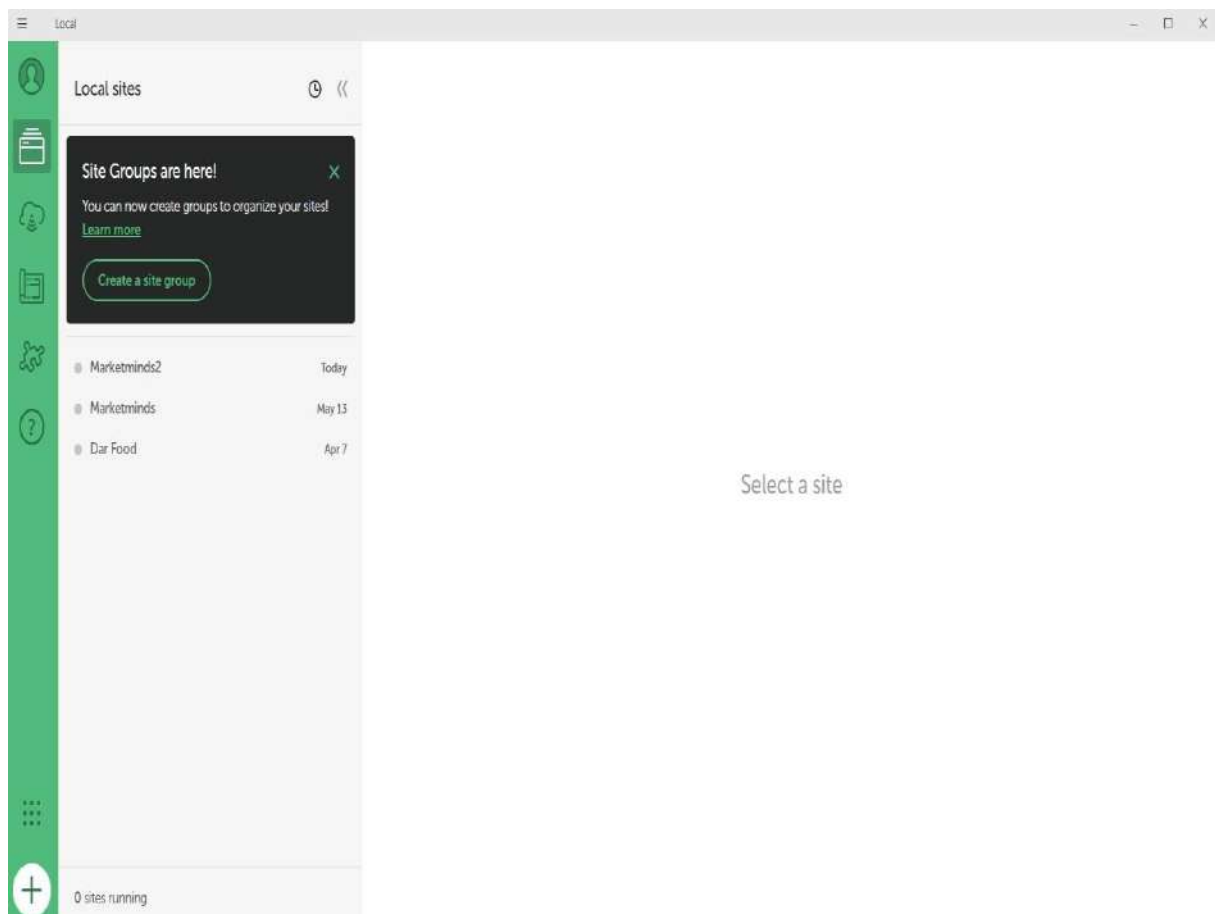 Local
Local sites
Site Groups are here!
You can now create groups to organize your sites!
Learn more
Create a site group
Marketminds2 Today
Marketminds May 13
Dar Food Apr 7
Select a site
0 sites running